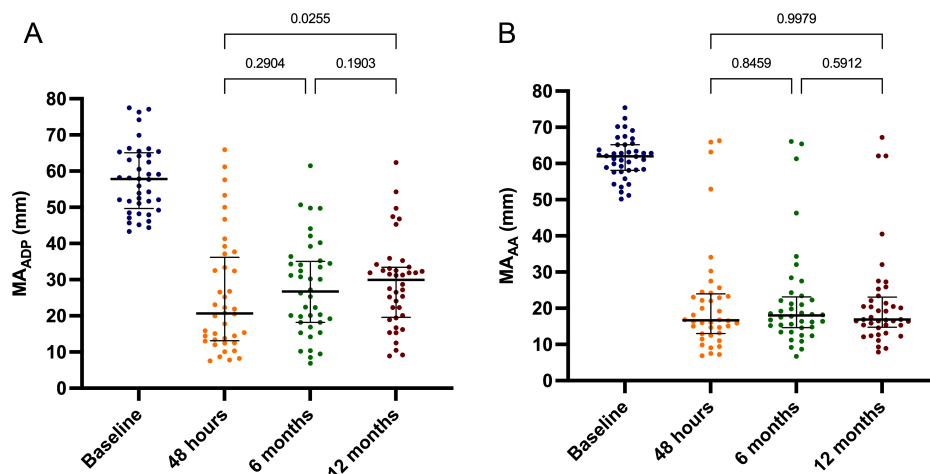 A
0.0255
0.2904
0.1903
MA_ADP (mm)
80
70
60
50
40
30
20
10
0
Baseline
48 hours
6 months
12 months
B
0.9979
0.8459
0.5912
MA_AA (mm)
80
70
60
50
40
30
20
10
0
Baseline
48 hours
6 months
12 months